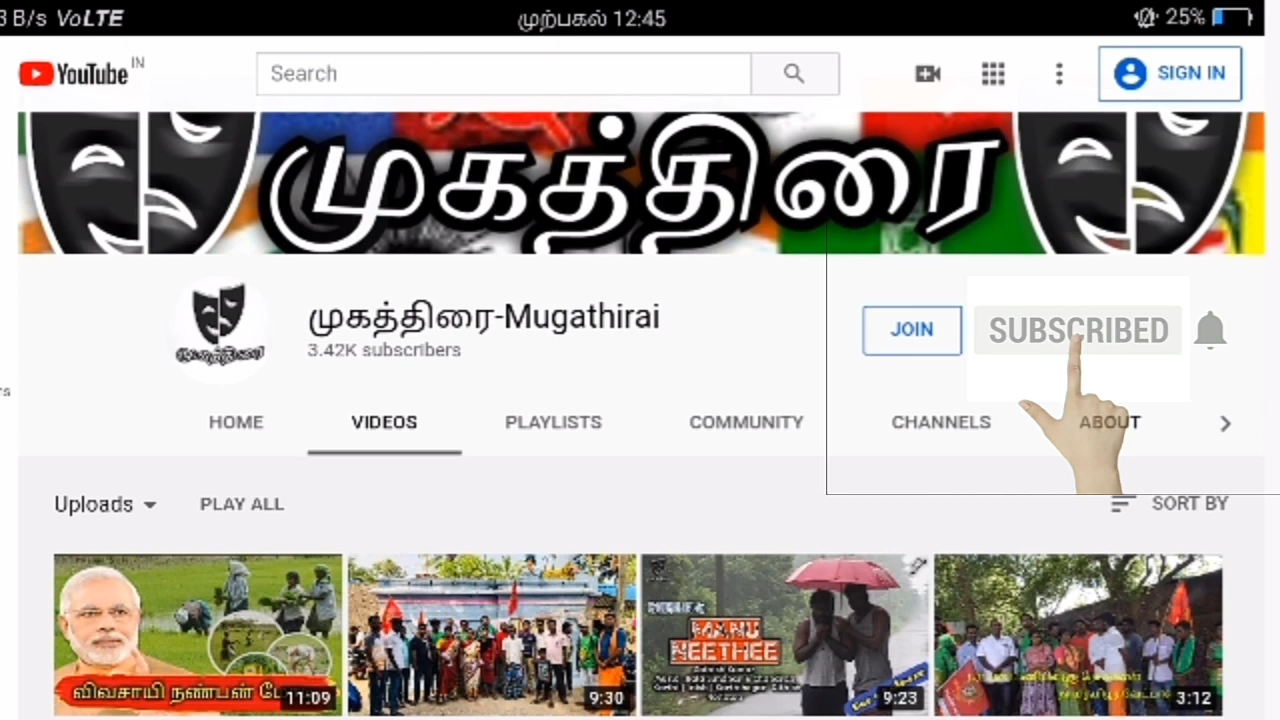 3 B/s VoLTE முற்பகல் 12:45 25%
YouTube IN Search SIGN IN
முகத்திரை
முகத்திரை-Mugathirai
3.42K subscribers
JOIN SUBSCRIBED
HOME VIDEOS PLAYLISTS COMMUNITY CHANNELS ABOUT
Uploads PLAY ALL SORT BY
MANU
NEETHEE
விவசாயி நண்பன் 11:09 9:30 9:23 3:12